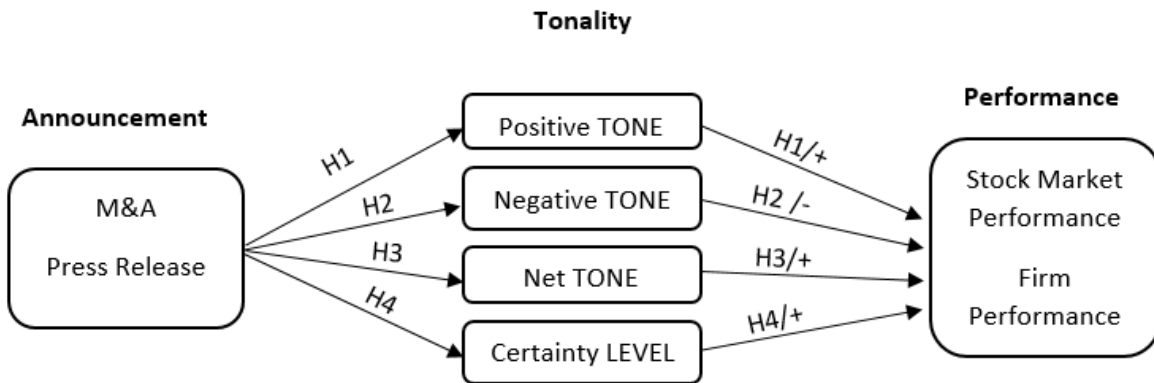 Tonality
Announcement
M&A
Press Release
H1
H2
H3
H4
Positive TONE
Negative TONE
Net TONE
Certainty LEVEL
H1/+
H2 /-
H3/+
H4/+
Performance
Stock Market
Performance
Firm
Performance